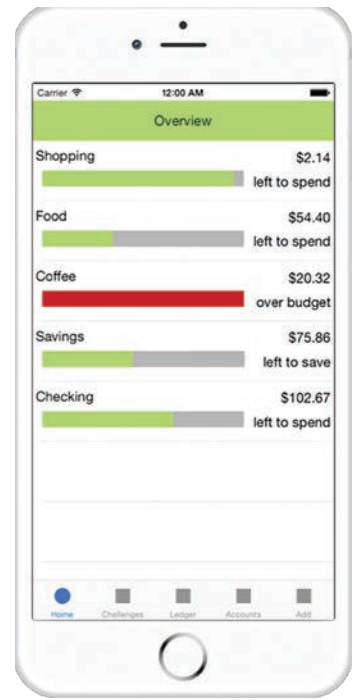 Carrier 12:00 AM
Overview
Shopping $2.14
left to spend
Food $54.40
left to spend
Coffee $20.32
over budget
Savings $75.86
left to save
Checking $102.67
left to spend
Home Challenges Ledger Accounts Add